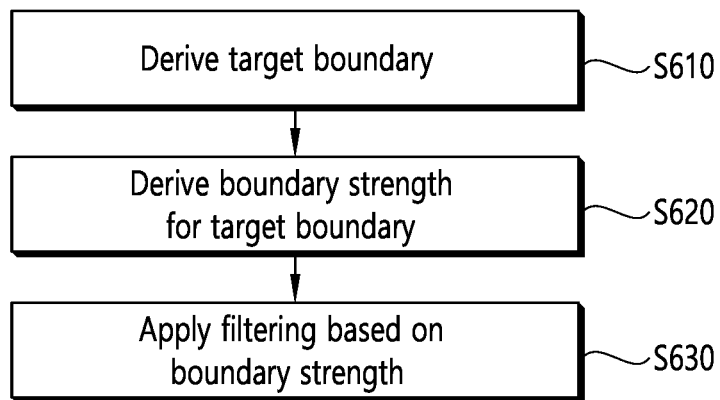 Derive target boundary
S610
Derive boundary strength
for target boundary
S620
Apply filtering based on
boundary strength
S630